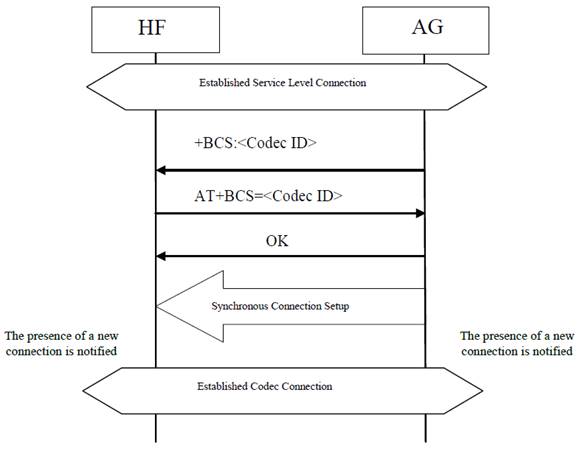 HF
AG
Established Service Level Connection
+BCS:<Codec ID>
AT+BCS=<Codec ID>
OK
Synchronous Connection Setup
The presence of a new
connection is notified
The presence of a new
connection is notified
Established Codec Connection